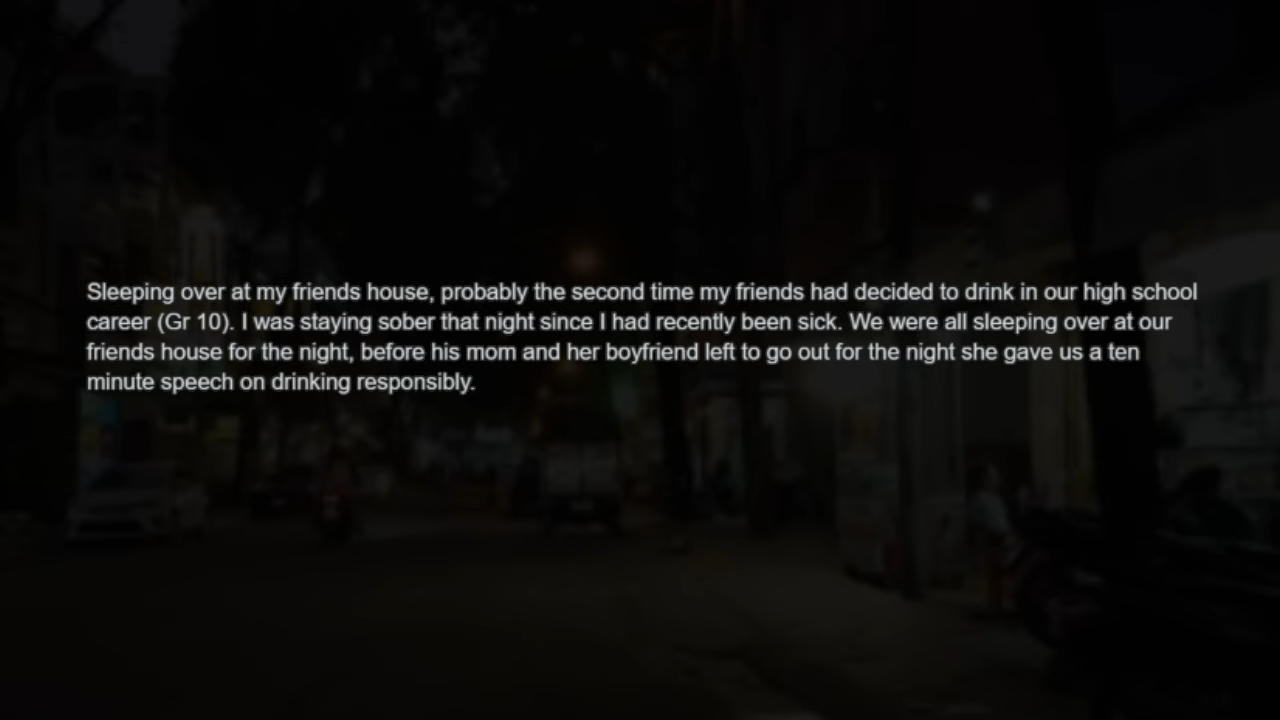 Sleeping over at my friends house, probably the second time my friends had decided to drink in our high school
career (Gr 10). I was staying sober that night since I had recently been sick. We were all sleeping over at our
friends house for the night, before his mom and her boyfriend left to go out for the night she gave us a ten
minute speech on drinking responsibly.